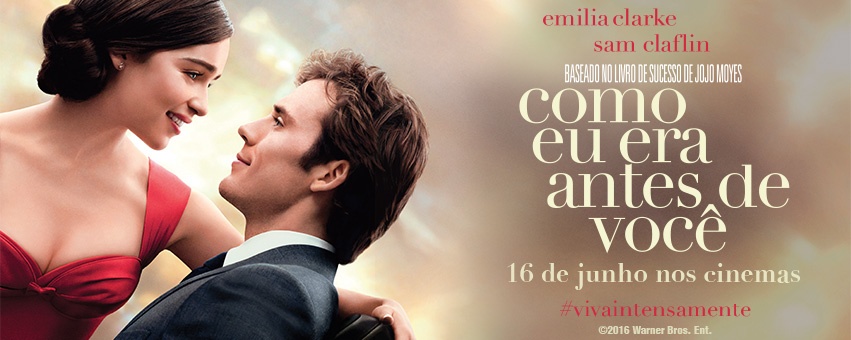 emilia clarke
sam claflin
BASEADO NO LIVRO DE SUCESSO DE JOJO MOYES
como
eu era
antes de
você
16 de junho nos cinemas
#vivaintensamente
©2016 Warner Bros. Ent.